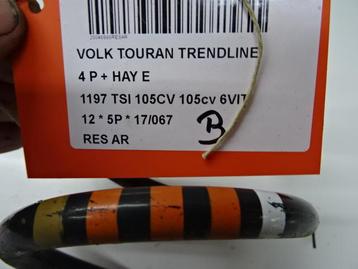 VOLK TOURAN TRENDLINE
4 P + HAY E
1197 TSI 105CV 105cv 6VIT
12 * 5P * 17/067
B
RES AR